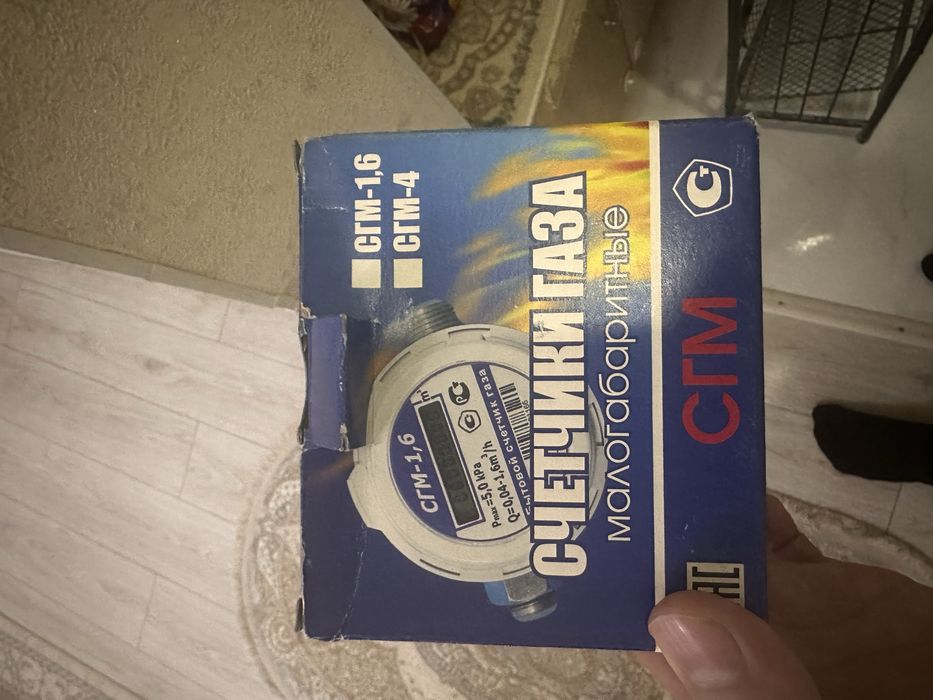 СГМ-1,6
СГМ-4
СГМ-1,6
m³
Pmax=5,0 kPa
Q=0,04-1,6m³/h
бытовой счетчик газа
СЧЕТЧИКИ ГАЗА
малогабаритные
СГМ